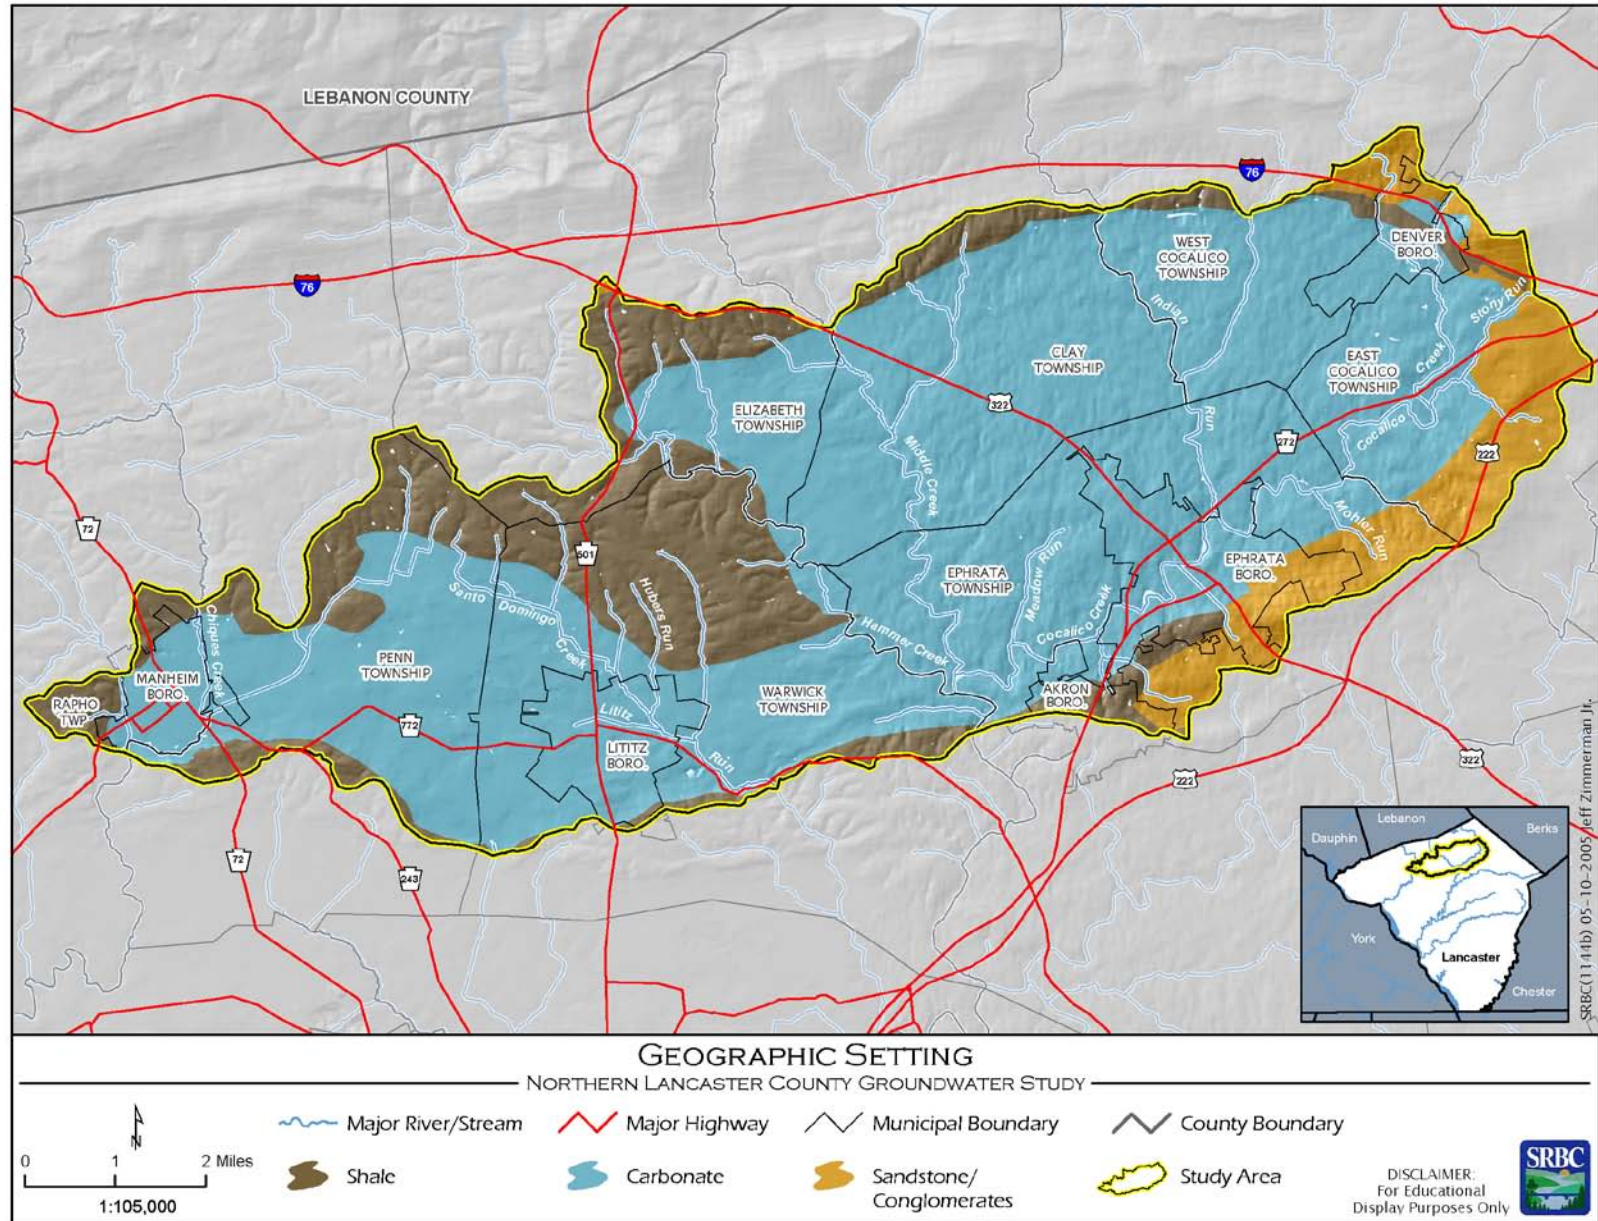 LEBANON COUNTY
76
76
DENVER
BORO.
WEST
COCALICO
TOWNSHIP
Stony Run
Indian
Run
CLAY
TOWNSHIP
EAST
COCALICO
TOWNSHIP
Creek
Cocalico
322
272
222
ELIZABETH
TOWNSHIP
Middle Creek
Mohler Run
72
501
EPHRATA
TOWNSHIP
Meadow Run
EPHRATA
BORO.
Santo Domingo
Creek
Hubers Run
Cocalico Creek
Hammer Creek
Chiques Creek
PENN
TOWNSHIP
MANHEIM
BORO.
RAPHO
TWP.
WARWICK
TOWNSHIP
AKRON
BORO.
772
Lititz
Run
LITITZ
BORO.
322
222
72
243
Dauphin
Lebanon
Berks
York
Lancaster
Chester
SRBC(1144b) 05-10-2005 Jeff Zimmerman Jr.
GEOGRAPHIC SETTING
NORTHERN LANCASTER COUNTY GROUNDWATER STUDY
N
0 1 2 Miles
1:105,000
Major River/Stream
Major Highway
Municipal Boundary
County Boundary
Shale
Carbonate
Sandstone/
Conglomerates
Study Area
DISCLAIMER:
For Educational
Display Purposes Only
SRBC